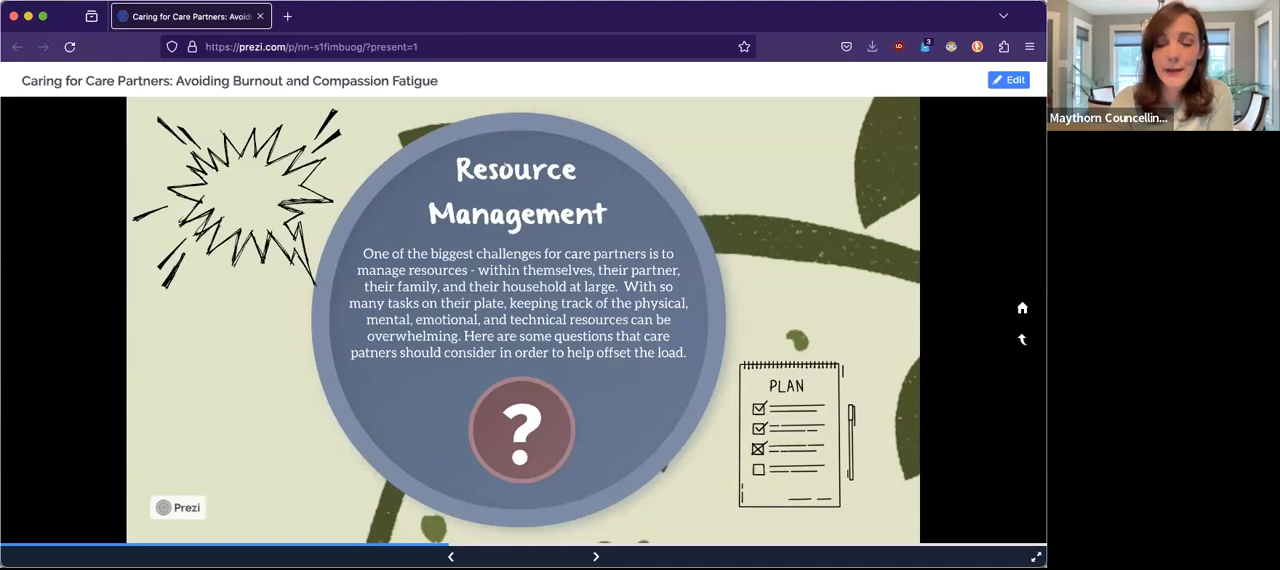 Caring for Care Partners: Avoidi
https://prezi.com/p/nn-s1fimbuog/?present=1
3
Caring for Care Partners: Avoiding Burnout and Compassion Fatigue
Edit
Maythorn Councellin...
Resource
Management
One of the biggest challenges for care partners is to
manage resources - within themselves, their partner,
their family, and their household at large. With so
many tasks on their plate, keeping track of the physical,
mental, emotional, and technical resources can be
overwhelming. Here are some questions that care
patners should consider in order to help offset the load.
?
PLAN
Prezi